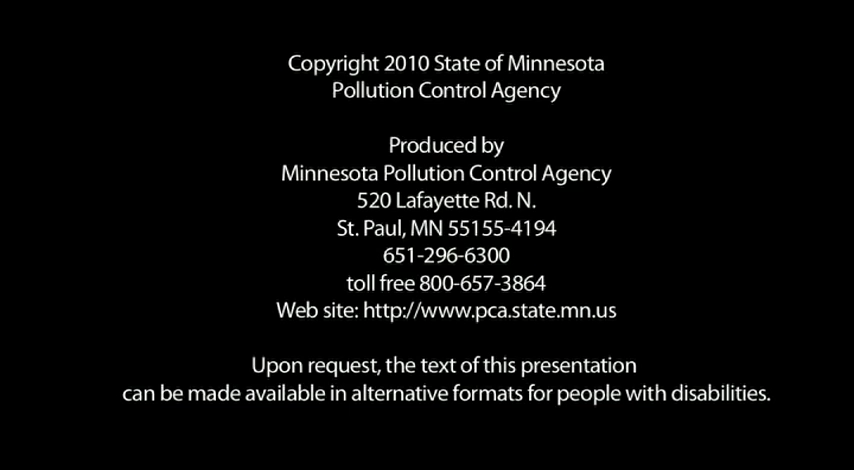 Copyright 2010 State of Minnesota
Pollution Control Agency
Produced by
Minnesota Pollution Control Agency
520 Lafayette Rd. N.
St. Paul, MN 55155-4194
651-296-6300
toll free 800-657-3864
Web site: http://www.pca.state.mn.us
Upon request, the text of this presentation
can be made available in alternative formats for people with disabilities.